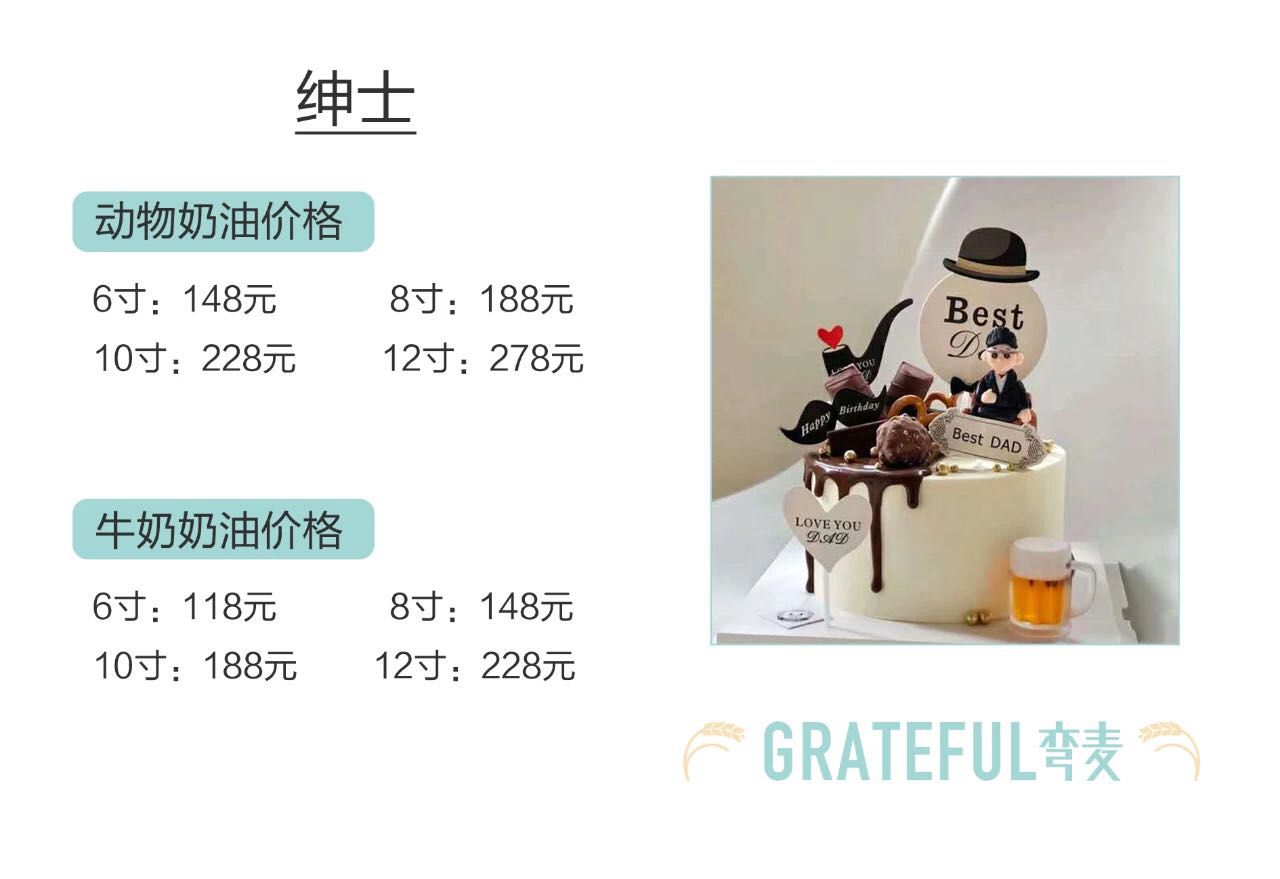 绅士
动物奶油价格
6寸：148元 8寸：188元
10寸：228元 12寸：278元
牛奶奶油价格
6寸：118元 8寸：148元
10寸：188元 12寸：228元
Best
LOVE YOU
Happy Birthday
Best DAD
LOVE YOU
DAD
GRATEFUL弯麦